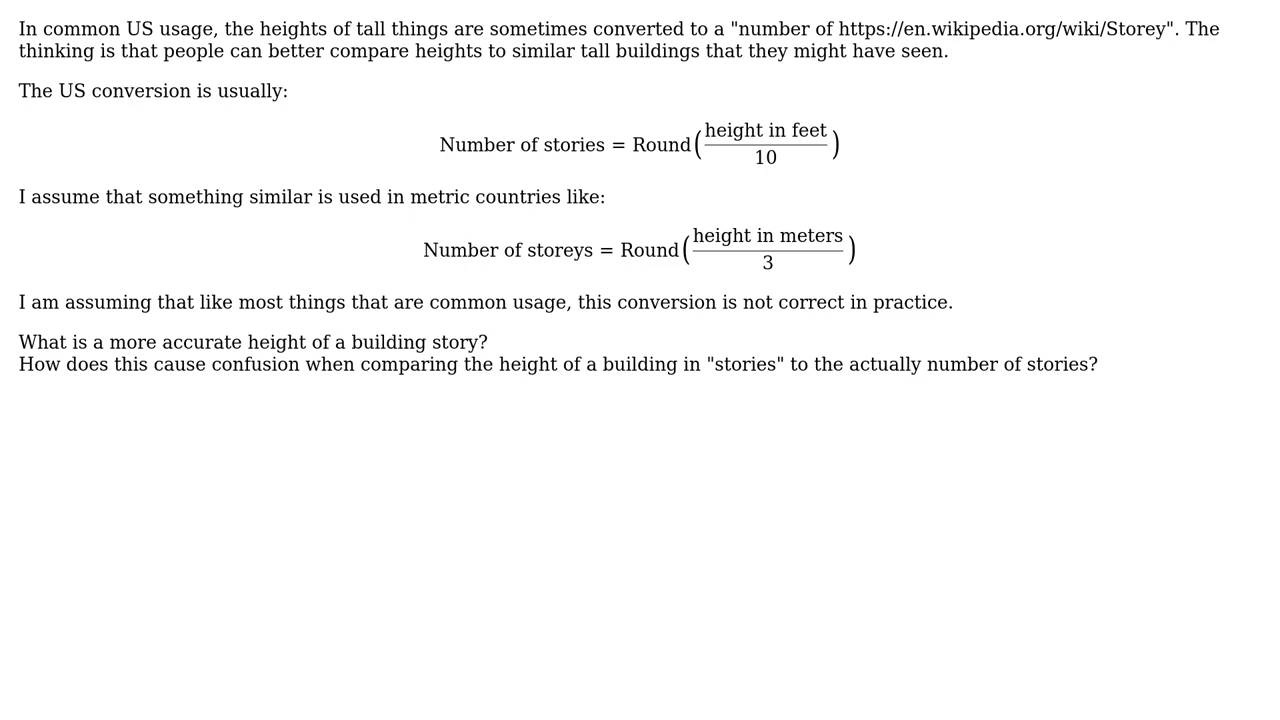 In common US usage, the heights of tall things are sometimes converted to a "number of https://en.wikipedia.org/wiki/Storey". The
thinking is that people can better compare heights to similar tall buildings that they might have seen.
The US conversion is usually:
Number of stories = Round(height in feet / 10)
I assume that something similar is used in metric countries like:
Number of storeys = Round(height in meters / 3)
I am assuming that like most things that are common usage, this conversion is not correct in practice.
What is a more accurate height of a building story?
How does this cause confusion when comparing the height of a building in "stories" to the actually number of stories?